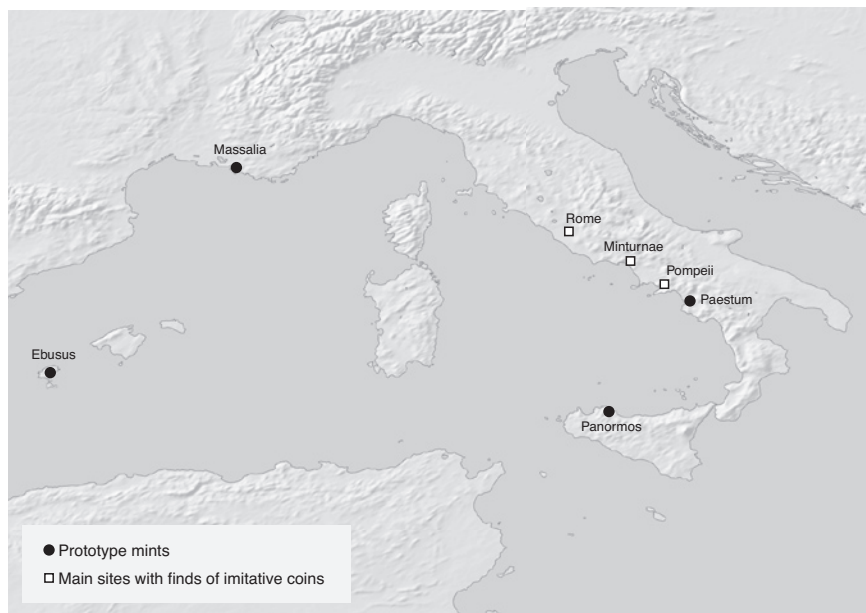 Massalia
Rome
Minturnae
Pompeii
Paestum
Ebusus
Panormos
Prototype mints
Main sites with finds of imitative coins